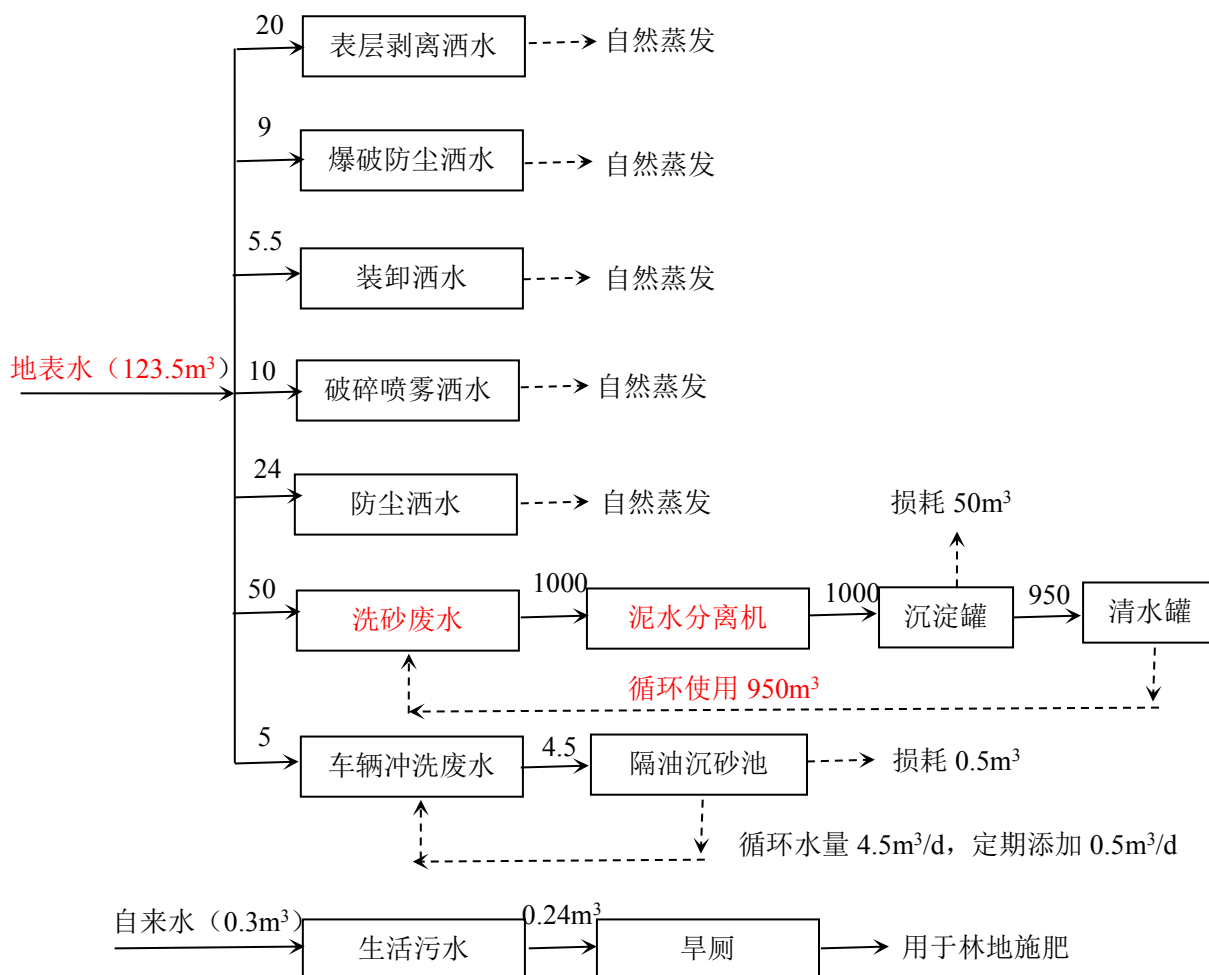 20
表层剥离洒水
自然蒸发
9
爆破防尘洒水
自然蒸发
5.5
装卸洒水
自然蒸发
地表水（123.5m³）
10
破碎喷雾洒水
自然蒸发
24
防尘洒水
自然蒸发
损耗 50m³
50
洗砂废水
1000
泥水分离机
1000
沉淀罐
950
清水罐
循环使用 950m³
5
车辆冲洗废水
4.5
隔油沉砂池
损耗 0.5m³
循环水量 4.5m³/d，定期添加 0.5m³/d
自来水（0.3m³）
生活污水
0.24m³
旱厕
用于林地施肥